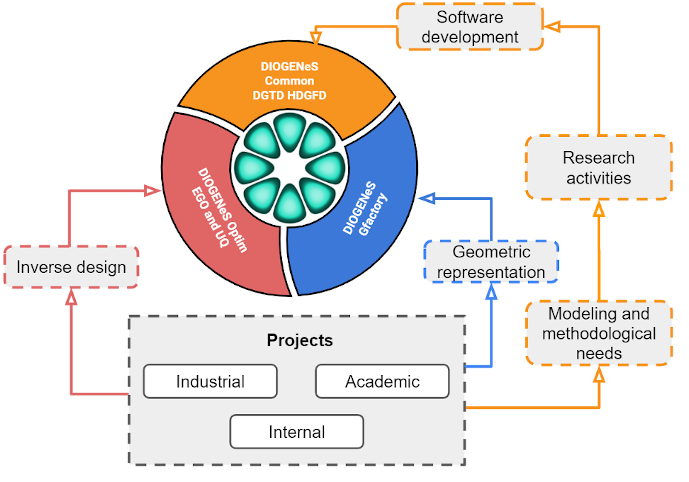 Software
development
DIOGENeS
Common
DGTD HDGFD
DIOGENeS Optim
EGO and UQ
DIOGENeS
Gfactory
Research
activities
Inverse design
Geometric
representation
Modeling and
methodological
needs
Projects
Industrial
Academic
Internal